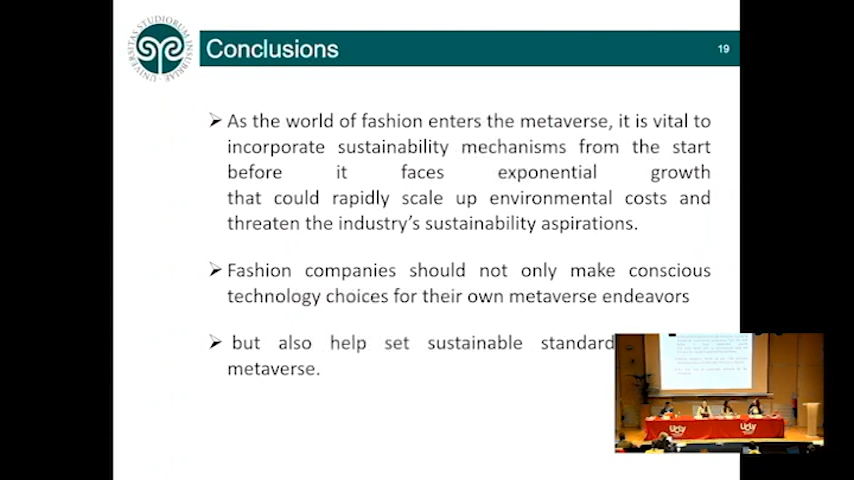 UNIVERSITAS STUDIORUM INSUBRIAE
Conclusions
19
As the world of fashion enters the metaverse, it is vital to
incorporate sustainability mechanisms from the start
before it faces exponential growth
that could rapidly scale up environmental costs and
threaten the industry's sustainability aspirations.
Fashion companies should not only make conscious
technology choices for their own metaverse endeavors
but also help set sustainable standard
metaverse.
UCLy
UCLy